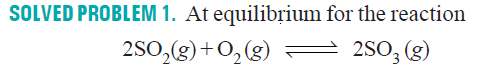 SOLVED PROBLEM 1. At equilibrium for the reaction
2SO₂(g)+O₂(g) ⇌ 2SO₃(g)